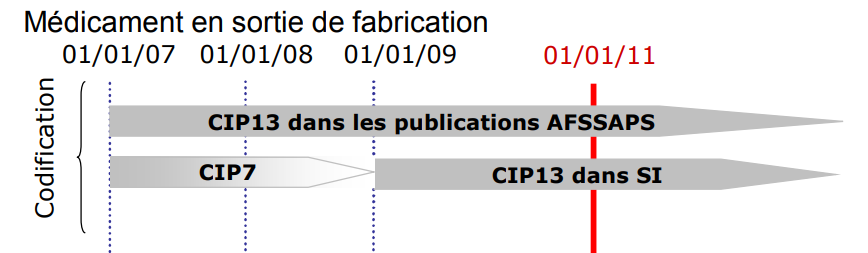 Médicament en sortie de fabrication
01/01/07 01/01/08 01/01/09 01/01/11
Codification
CIP13 dans les publications AFSSAPS
CIP7 CIP13 dans SI